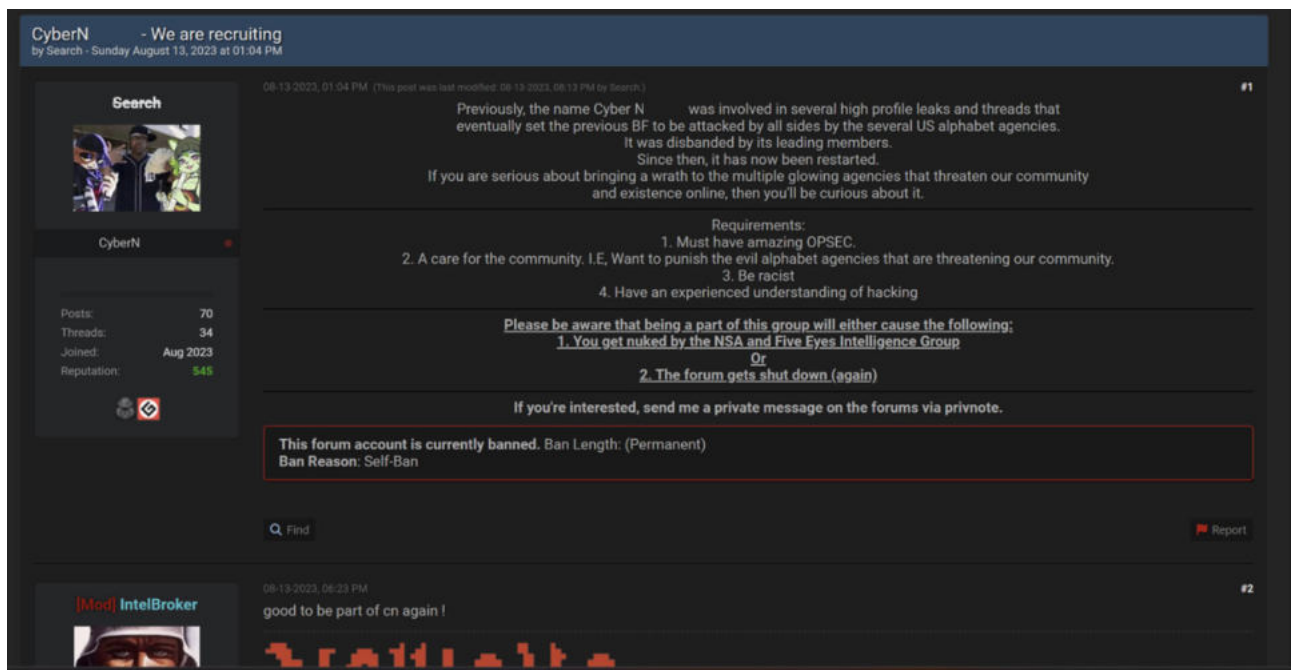 CyberN - We are recruiting
by Search - Sunday August 13, 2023 at 01:04 PM
Search
CyberN
Posts: 70
Threads: 34
Joined: Aug 2023
Reputation: 545
08-13-2023, 01:04 PM (This post was last modified: 08-13-2023, 08:13 PM by Search.)
#1
Previously, the name Cyber N was involved in several high profile leaks and threads that
eventually set the previous BF to be attacked by all sides by the several US alphabet agencies.
It was disbanded by its leading members.
Since then, it has now been restarted.
If you are serious about bringing a wrath to the multiple glowing agencies that threaten our community
and existence online, then you'll be curious about it.
Requirements:
1. Must have amazing OPSEC.
2. A care for the community. I.E, Want to punish the evil alphabet agencies that are threatening our community.
3. Be racist
4. Have an experienced understanding of hacking
Please be aware that being a part of this group will either cause the following:
1. You get nuked by the NSA and Five Eyes Intelligence Group
Or
2. The forum gets shut down (again)
If you're interested, send me a private message on the forums via privnote.
This forum account is currently banned. Ban Length: (Permanent)
Ban Reason: Self-Ban
Find
Report
[Mod] IntelBroker
08-13-2023, 06:23 PM
#2
good to be part of cn again !